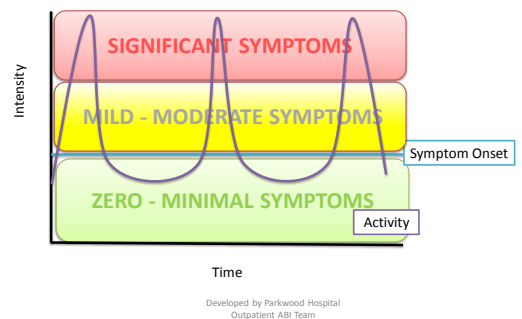 SIGNIFICANT SYMPTOMS
Intensity
MILD - MODERATE SYMPTOMS
Symptom Onset
ZERO - MINIMAL SYMPTOMS
Activity
Time
Developed by Parkwood Hospital
Outpatient ABI Team